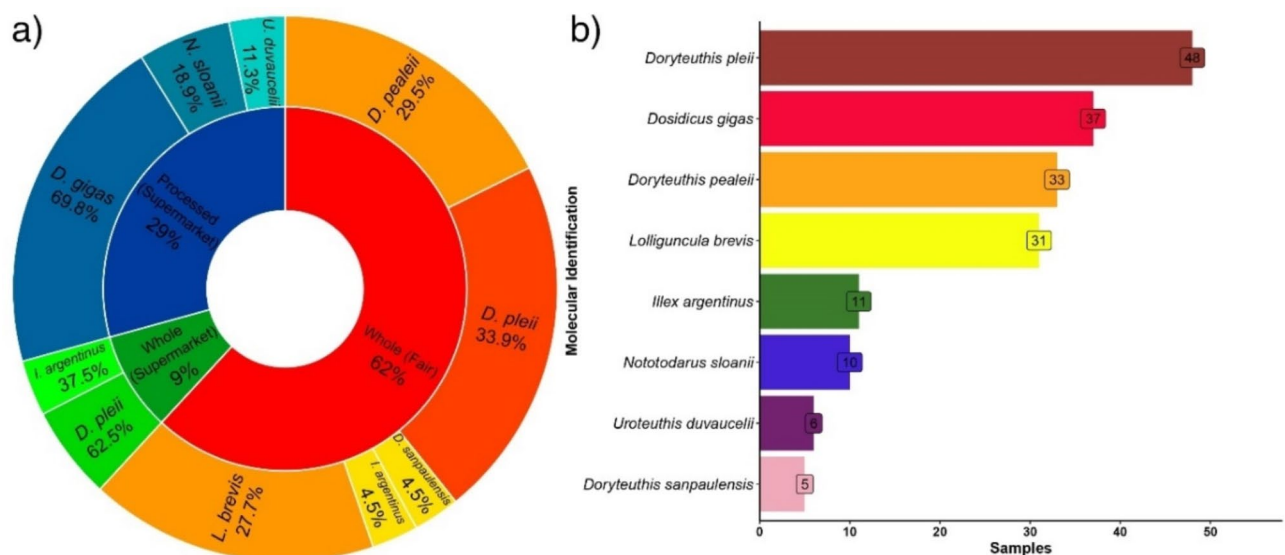 a)
D. pealeii
29.5%
D. pleii
33.9%
D. sanpaulensis
4.5%
I. argentinus
4.5%
L. brevis
27.7%
D. pleii
62.5%
I. argentinus
37.5%
D. gigas
69.8%
N. sloanii
18.9%
U. duvaucelii
11.3%
Whole (Fair)
62%
Whole
(Supermarket)
9%
Processed
(Supermarket)
29%
b)
Molecular Identification
Doryteuthis pleii
48
Dosidicus gigas
37
Doryteuthis pealeii
33
Lolliguncula brevis
31
Illex argentinus
11
Nototodarus sloanii
10
Uroteuthis duvaucelii
6
Doryteuthis sanpaulensis
5
0 10 20 30 40 50
Samples